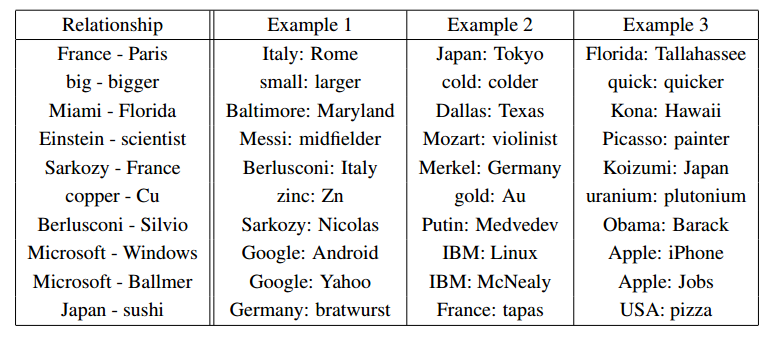 Relationship Example 1 Example 2 Example 3
France - Paris Italy: Rome Japan: Tokyo Florida: Tallahassee
big - bigger small: larger cold: colder quick: quicker
Miami - Florida Baltimore: Maryland Dallas: Texas Kona: Hawaii
Einstein - scientist Messi: midfielder Mozart: violinist Picasso: painter
Sarkozy - France Berlusconi: Italy Merkel: Germany Koizumi: Japan
copper - Cu zinc: Zn gold: Au uranium: plutonium
Berlusconi - Silvio Sarkozy: Nicolas Putin: Medvedev Obama: Barack
Microsoft - Windows Google: Android IBM: Linux Apple: iPhone
Microsoft - Ballmer Google: Yahoo IBM: McNealy Apple: Jobs
Japan - sushi Germany: bratwurst France: tapas USA: pizza